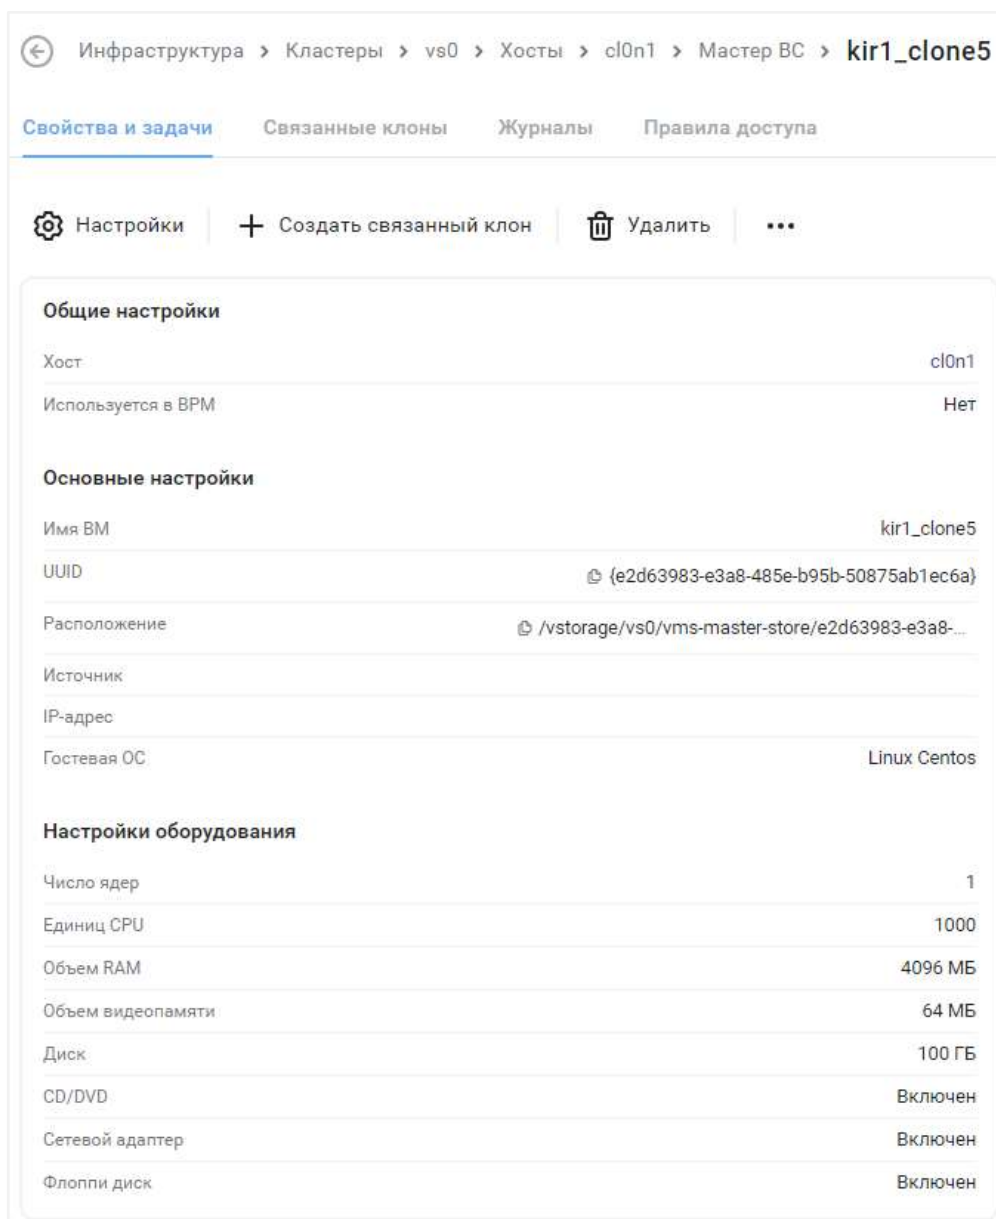 Инфраструктура > Кластеры > vs0 > Хосты > cl0n1 > Мастер ВС > kir1_clone5
Свойства и задачи Связанные клоны Журналы Правила доступа
Настройки + Создать связанный клон Удалить •••
Общие настройки
Хост cl0n1
Используется в ВРМ Нет
Основные настройки
Имя ВМ kir1_clone5
UUID {e2d63983-e3a8-485e-b95b-50875ab1ec6a}
Расположение /vstorage/vs0/vms-master-store/e2d63983-e3a8-...
Источник
IP-адрес
Гостевая ОС Linux Centos
Настройки оборудования
Число ядер 1
Единиц CPU 1000
Объем RAM 4096 МБ
Объем видеопамяти 64 МБ
Диск 100 ГБ
CD/DVD Включен
Сетевой адаптер Включен
Флоппи диск Включен